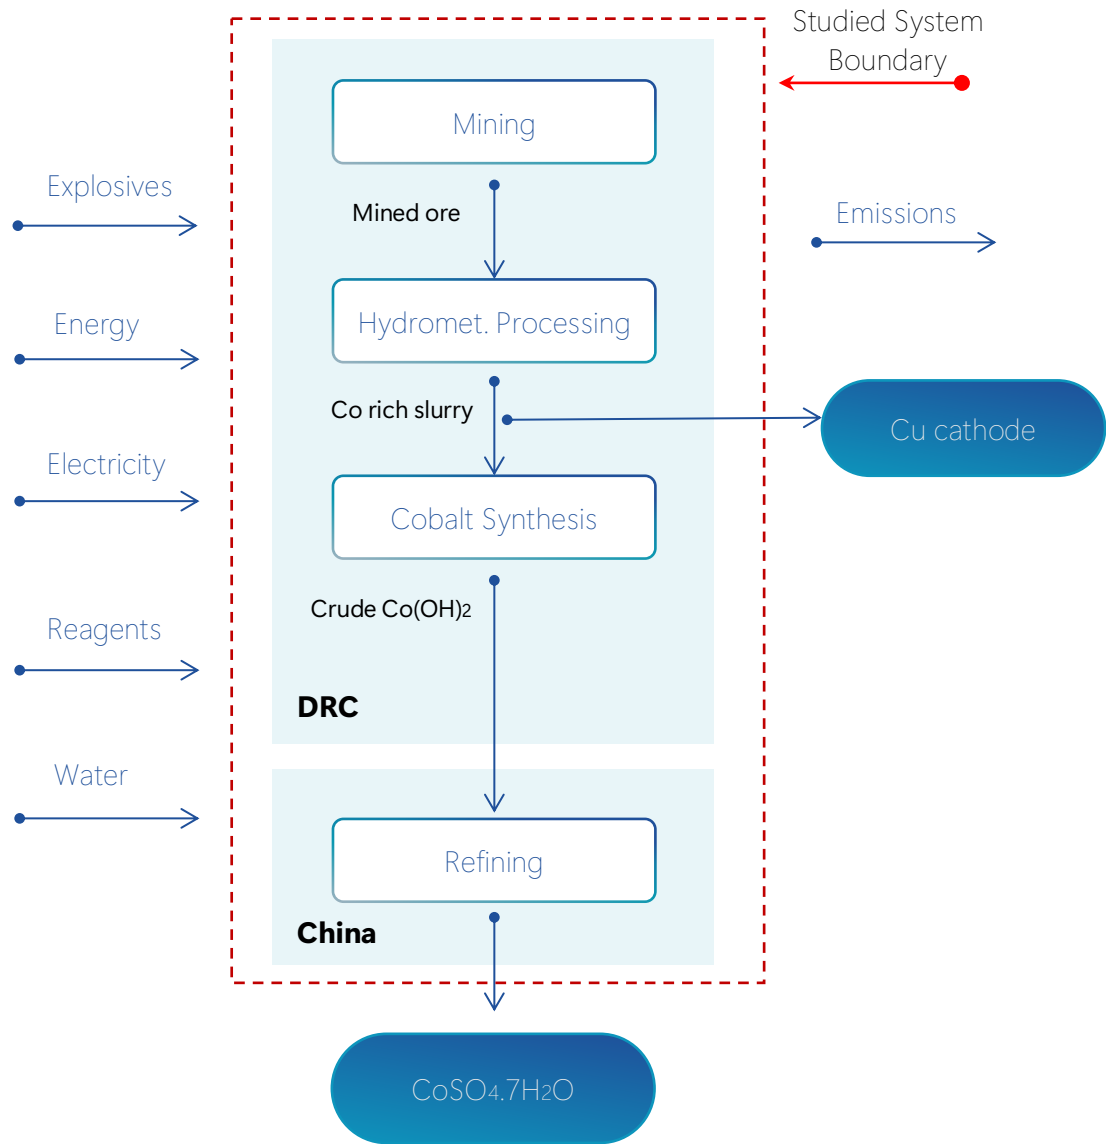 Studied System
Boundary
Mining
Explosives
Mined ore
Emissions
Energy
Hydromet. Processing
Co rich slurry
Cu cathode
Electricity
Cobalt Synthesis
Crude Co(OH)2
Reagents
DRC
Water
Refining
China
CoSO4.7H2O